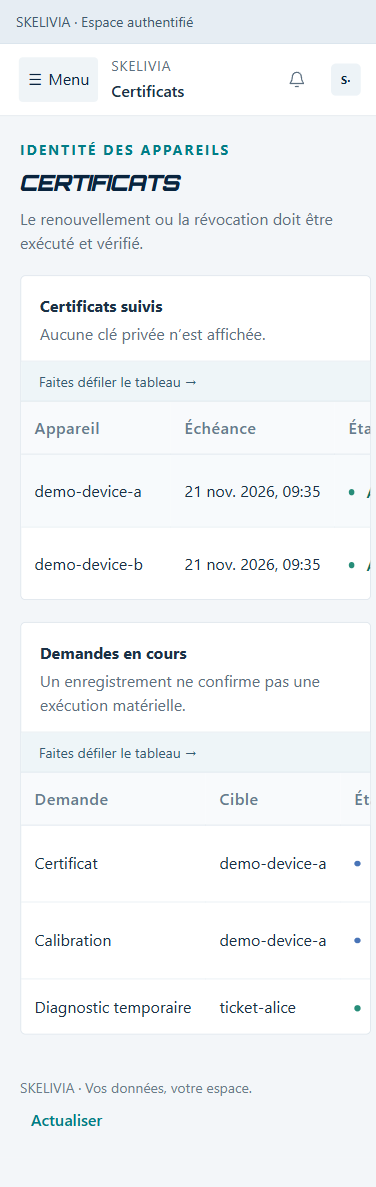 SKELIVIA · Espace authentifié
☰ Menu
SKELIVIA
Certificats
S·
IDENTITÉ DES APPAREILS
CERTIFICATS
Le renouvellement ou la révocation doit être
exécuté et vérifié.
Certificats suivis
Aucune clé privée n’est affichée.
Faites défiler le tableau →
Appareil Échéance Éta
demo-device-a 21 nov. 2026, 09:35
demo-device-b 21 nov. 2026, 09:35
Demandes en cours
Un enregistrement ne confirme pas une
exécution matérielle.
Faites défiler le tableau →
Demande Cible Ét
Certificat demo-device-a
Calibration demo-device-a
Diagnostic temporaire ticket-alice
SKELIVIA · Vos données, votre espace.
Actualiser